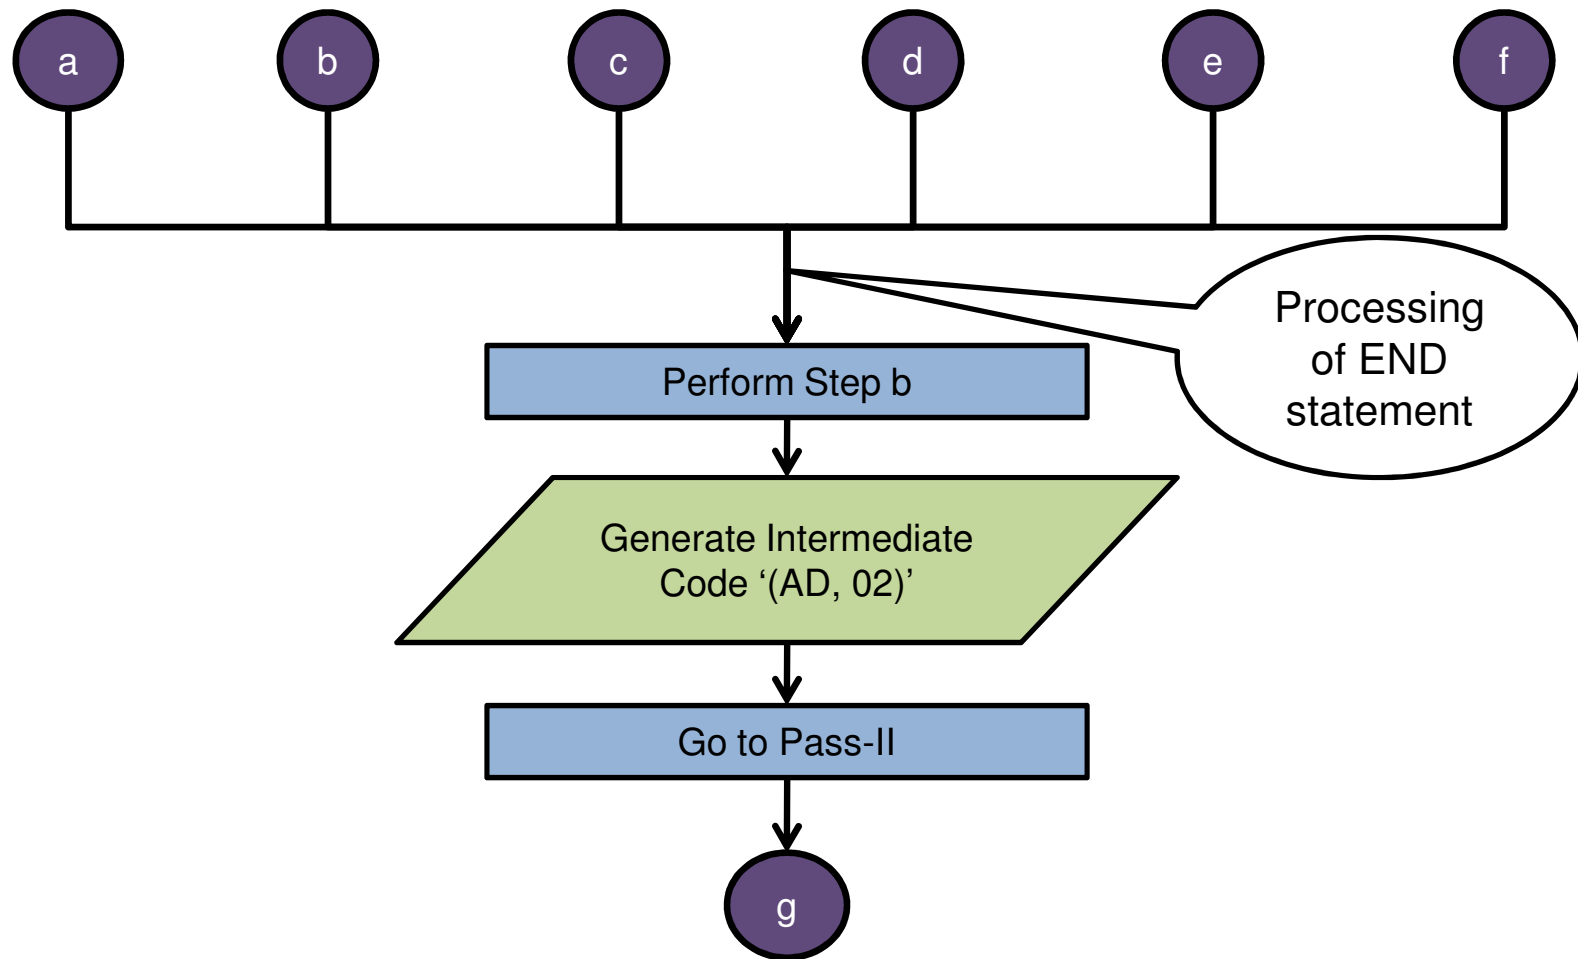 a
b
c
d
e
f
Processing
of END
statement
Perform Step b
Generate Intermediate
Code ‘(AD, 02)’
Go to Pass-II
g